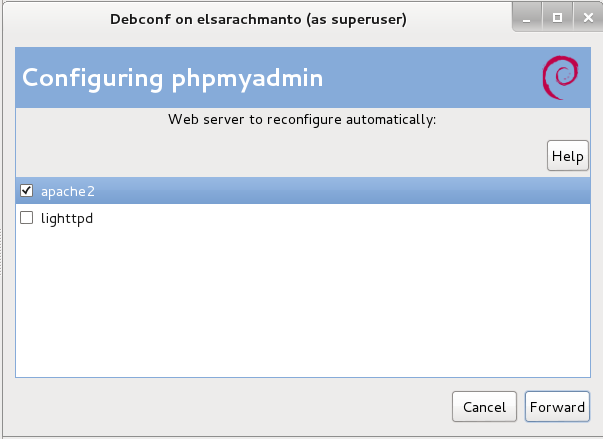 Debconf on elsarachmanto (as superuser)
Configuring phpmyadmin
Web server to reconfigure automatically:
Help
apache2
lighttpd
Cancel
Forward